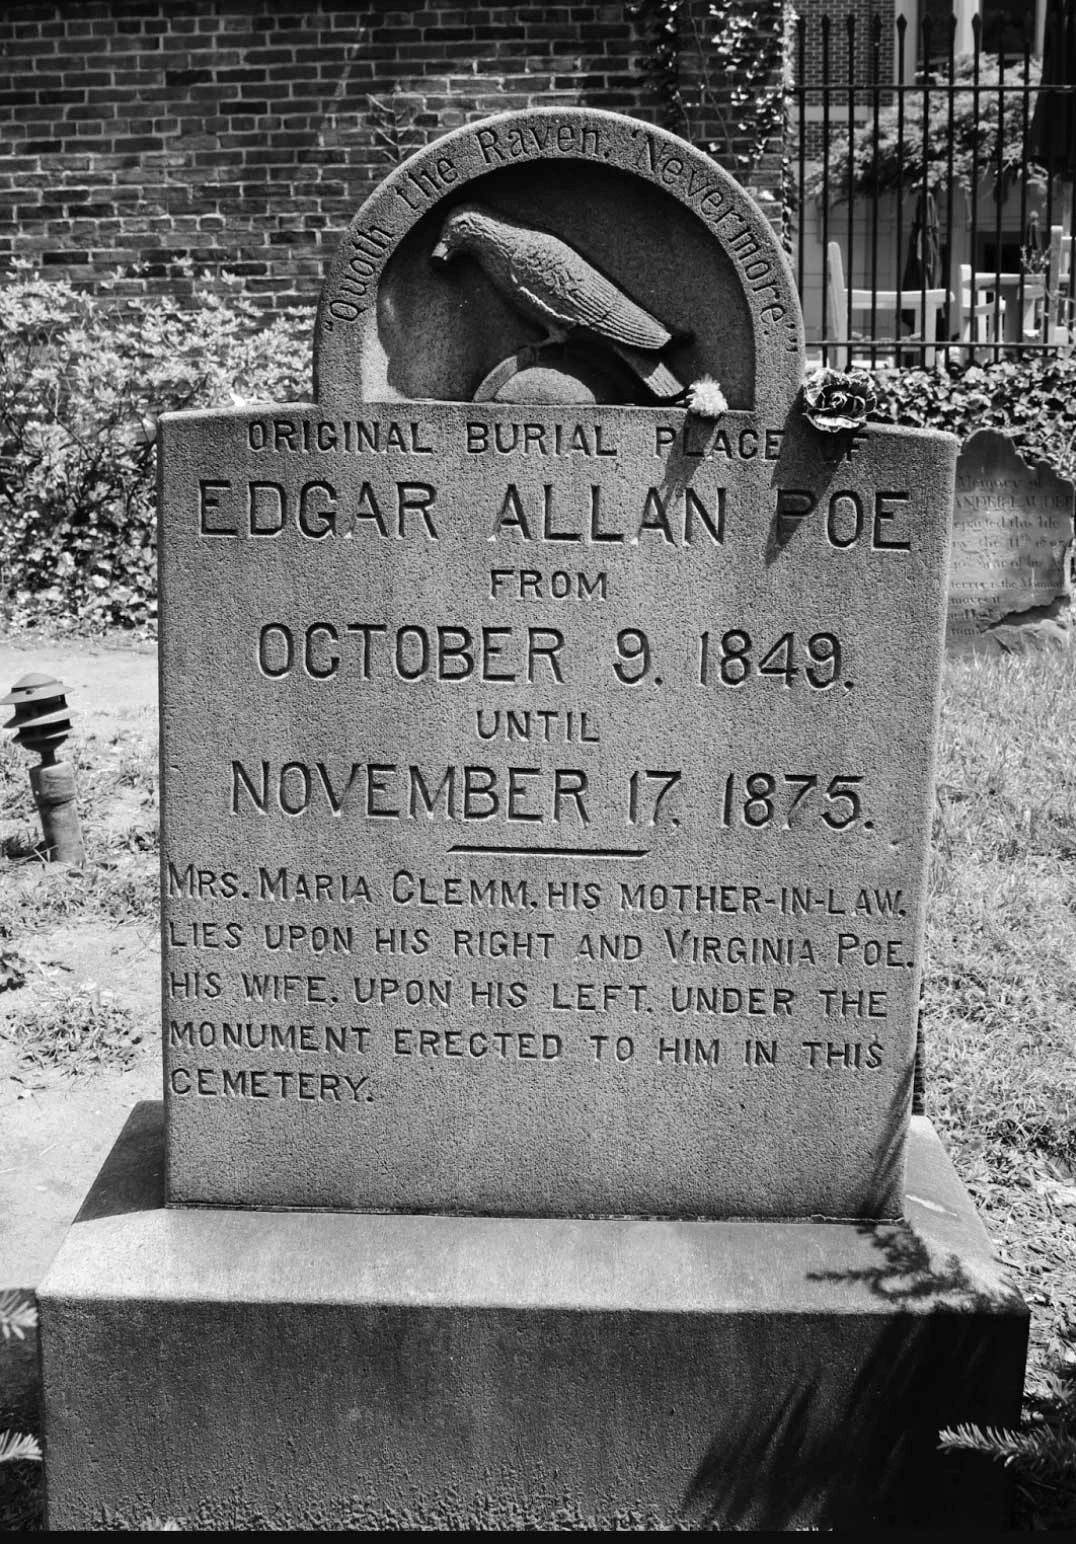 "Quoth the Raven, 'Nevermore.'"
ORIGINAL BURIAL PLACE OF
EDGAR ALLAN POE
FROM
OCTOBER 9. 1849.
UNTIL
NOVEMBER 17. 1875.
MRS. MARIA CLEMM, HIS MOTHER-IN-LAW,
LIES UPON HIS RIGHT AND VIRGINIA POE,
HIS WIFE, UPON HIS LEFT, UNDER THE
MONUMENT ERECTED TO HIM IN THIS
CEMETERY.
Memory